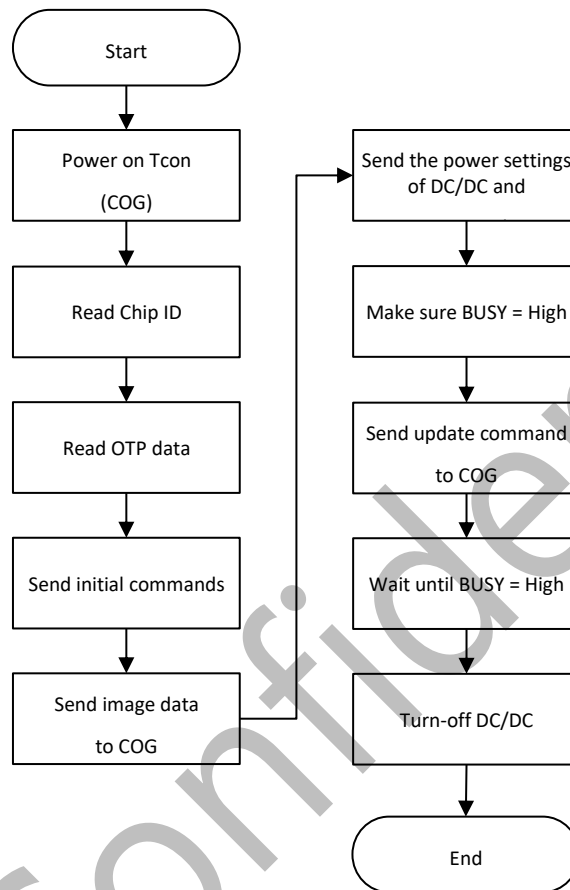 Start
Power on Tcon
(COG)
Read Chip ID
Read OTP data
Send initial commands
Send image data
to COG
Send the power settings
of DC/DC and
Make sure BUSY = High
Send update command
to COG
Wait until BUSY = High
Turn-off DC/DC
End